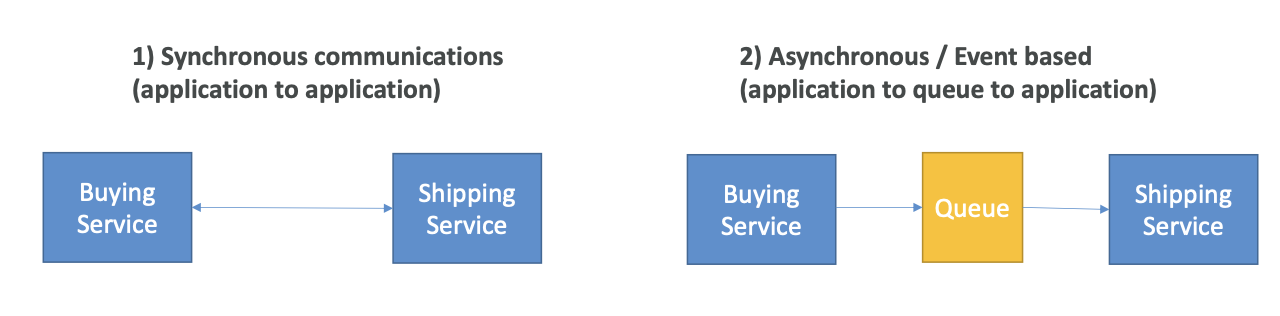 1) Synchronous communications
(application to application)
Buying
Service
Shipping
Service
2) Asynchronous / Event based
(application to queue to application)
Buying
Service
Queue
Shipping
Service